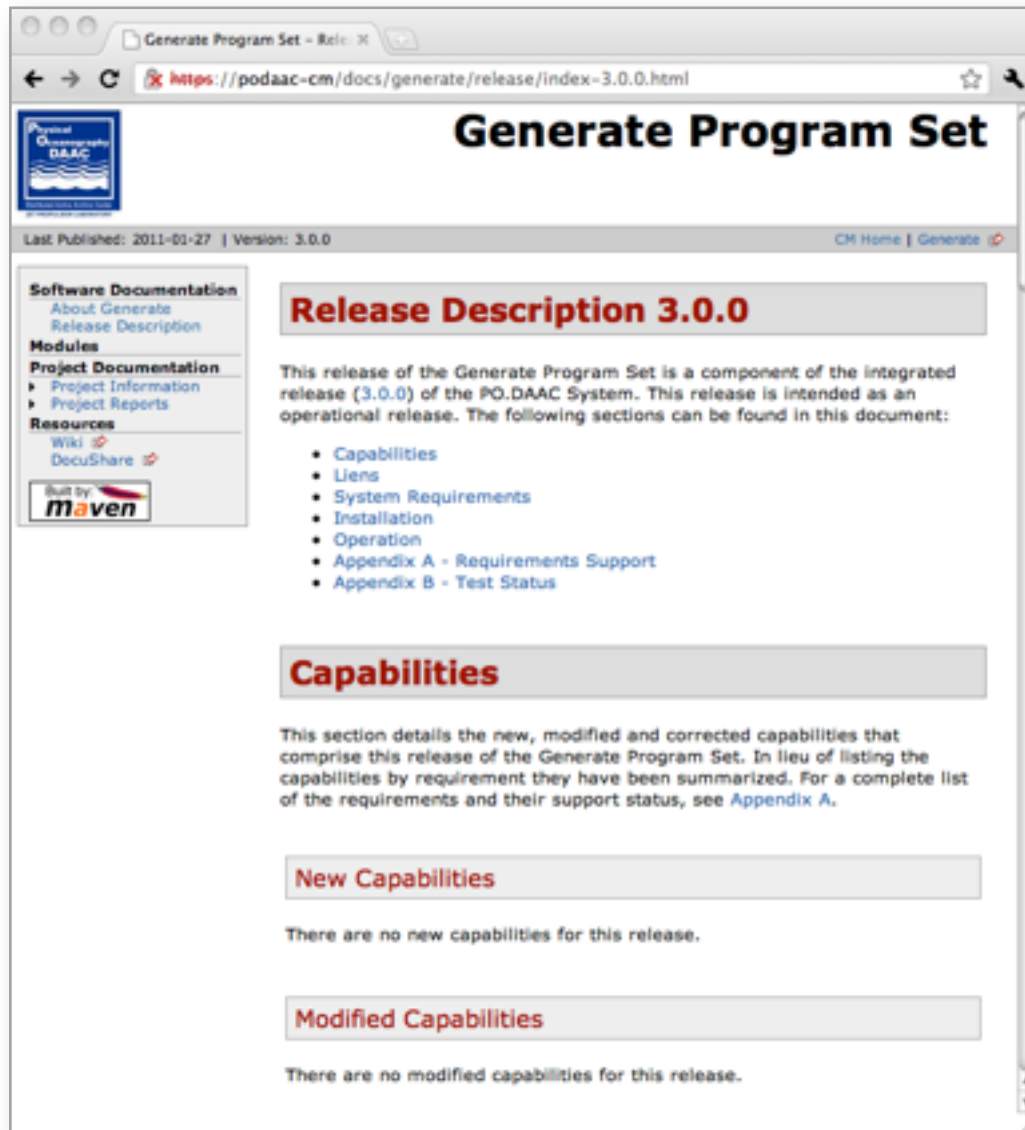 Generate Program Set - Rele
https://podaac-cm/docs/generate/release/index-3.0.0.html
Physical
Oceanography
DAAC
Generate Program Set
Last Published: 2011-01-27 | Version: 3.0.0
CM Home | Generate
Software Documentation
About Generate
Release Description
Modules
Project Documentation
Project Information
Project Reports
Resources
Wiki
DocuShare
Built by:
maven
Release Description 3.0.0
This release of the Generate Program Set is a component of the integrated
release (3.0.0) of the PO.DAAC System. This release is intended as an
operational release. The following sections can be found in this document:
• Capabilities
• Liens
• System Requirements
• Installation
• Operation
• Appendix A - Requirements Support
• Appendix B - Test Status
Capabilities
This section details the new, modified and corrected capabilities that
comprise this release of the Generate Program Set. In lieu of listing the
capabilities by requirement they have been summarized. For a complete list
of the requirements and their support status, see Appendix A.
New Capabilities
There are no new capabilities for this release.
Modified Capabilities
There are no modified capabilities for this release.